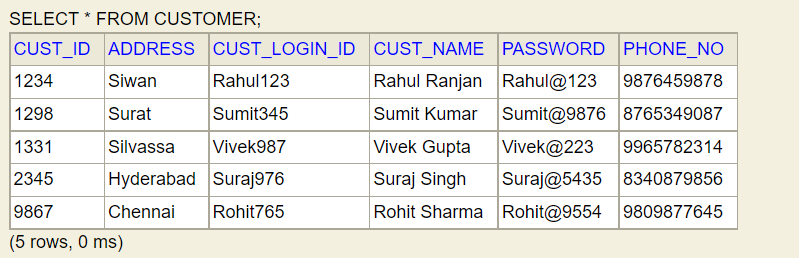 SELECT * FROM CUSTOMER;
CUST_ID ADDRESS CUST_LOGIN_ID CUST_NAME PASSWORD PHONE_NO
1234 Siwan Rahul123 Rahul Ranjan Rahul@123 9876459878
1298 Surat Sumit345 Sumit Kumar Sumit@9876 8765349087
1331 Silvassa Vivek987 Vivek Gupta Vivek@223 9965782314
2345 Hyderabad Suraj976 Suraj Singh Suraj@5435 8340879856
9867 Chennai Rohit765 Rohit Sharma Rohit@9554 9809877645
(5 rows, 0 ms)